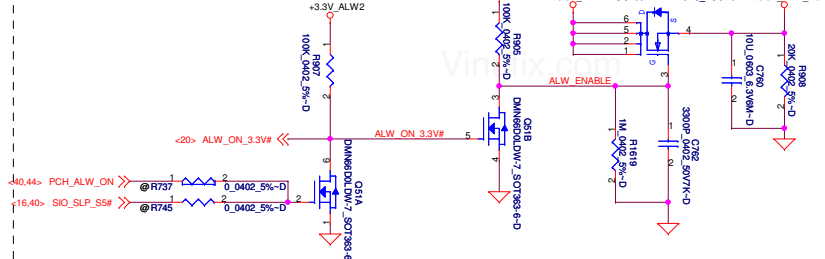 +3.3V_ALW2
1
R907
100K_0402_5%~D
2
100K_0402_5%~D
1
R905
2
D
S
G
6
5
2
1
4
3
10U_0603_6.3V6M~D
C760
1
2
20K_0402_5%~D
R908
1
2
Vinafix.com
ALW_ENABLE
<20> ALW_ON_3.3V#
ALW_ON_3.3V#
5
3
4
Q51B
DMN66D0LDW-7_SOT363-6~D
1
R1619
1M_0402_5%~D
2
1
C762
3300P_0402_50V7K~D
2
<40,44> PCH_ALW_ON
1
2
@R737
0_0402_5%~D
<16,40> SIO_SLP_S5#
1
2
@R745
0_0402_5%~D
2
6
1
Q51A
DMN66D0LDW-7_SOT363-6